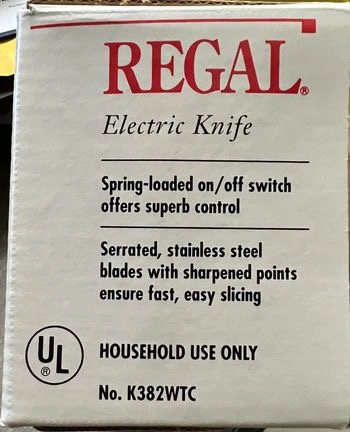 REGAL®
Electric Knife
Spring-loaded on/off switch
offers superb control
Serrated, stainless steel
blades with sharpened points
ensure fast, easy slicing
UL®
HOUSEHOLD USE ONLY
No. K382WTC